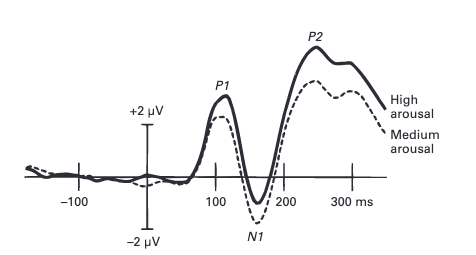 P2
P1
+2 µV
High
arousal
Medium
arousal
−100
100
200
300 ms
−2 µV
N1